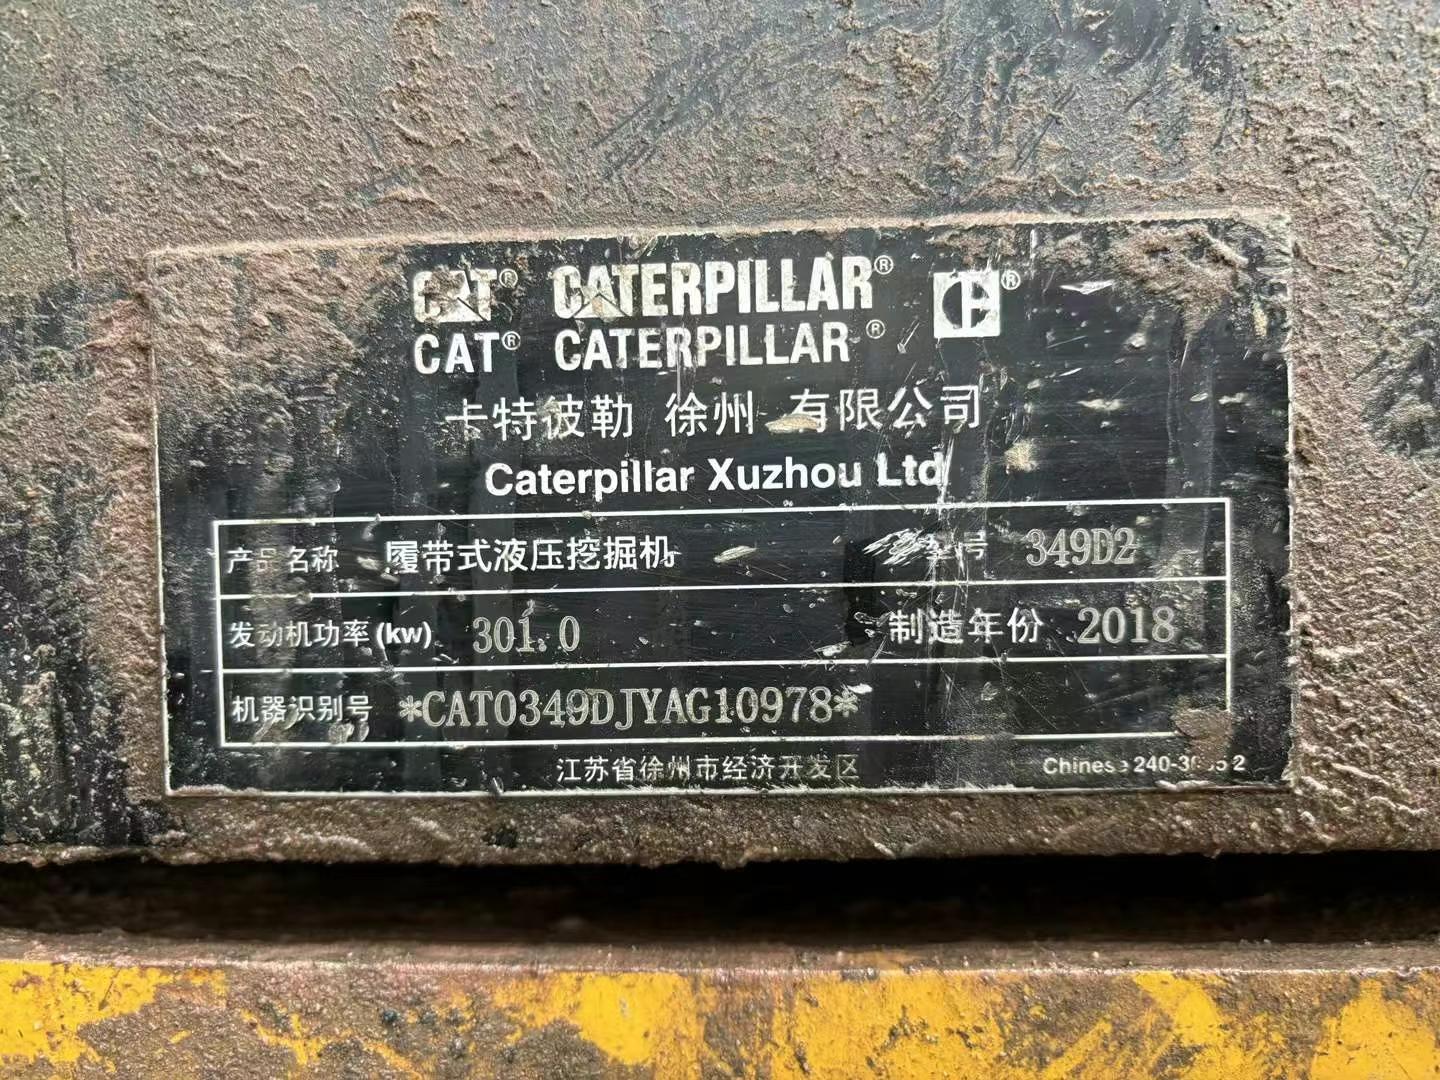 CAT® CATERPILLAR®
CAT® CATERPILLAR®
卡特彼勒 徐州 有限公司
Caterpillar Xuzhou Ltd
产品名称 履带式液压挖掘机 型号 349D2
发动机功率(kw) 301.0 制造年份 2018
机器识别号 *CAT0349DJYAG10978*
江苏省徐州市经济开发区 Chinese